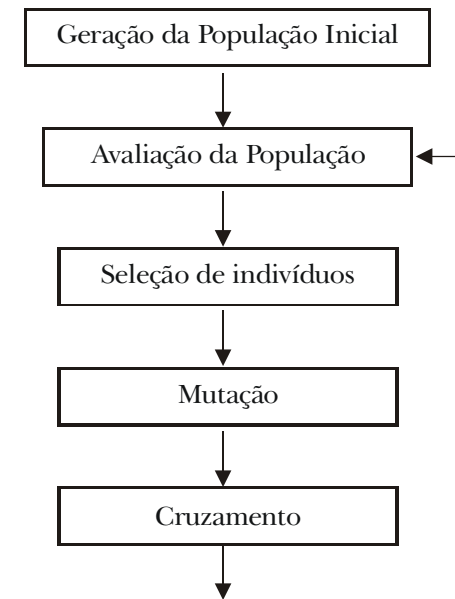 Geração da População Inicial
Avaliação da População
Seleção de indivíduos
Mutação
Cruzamento